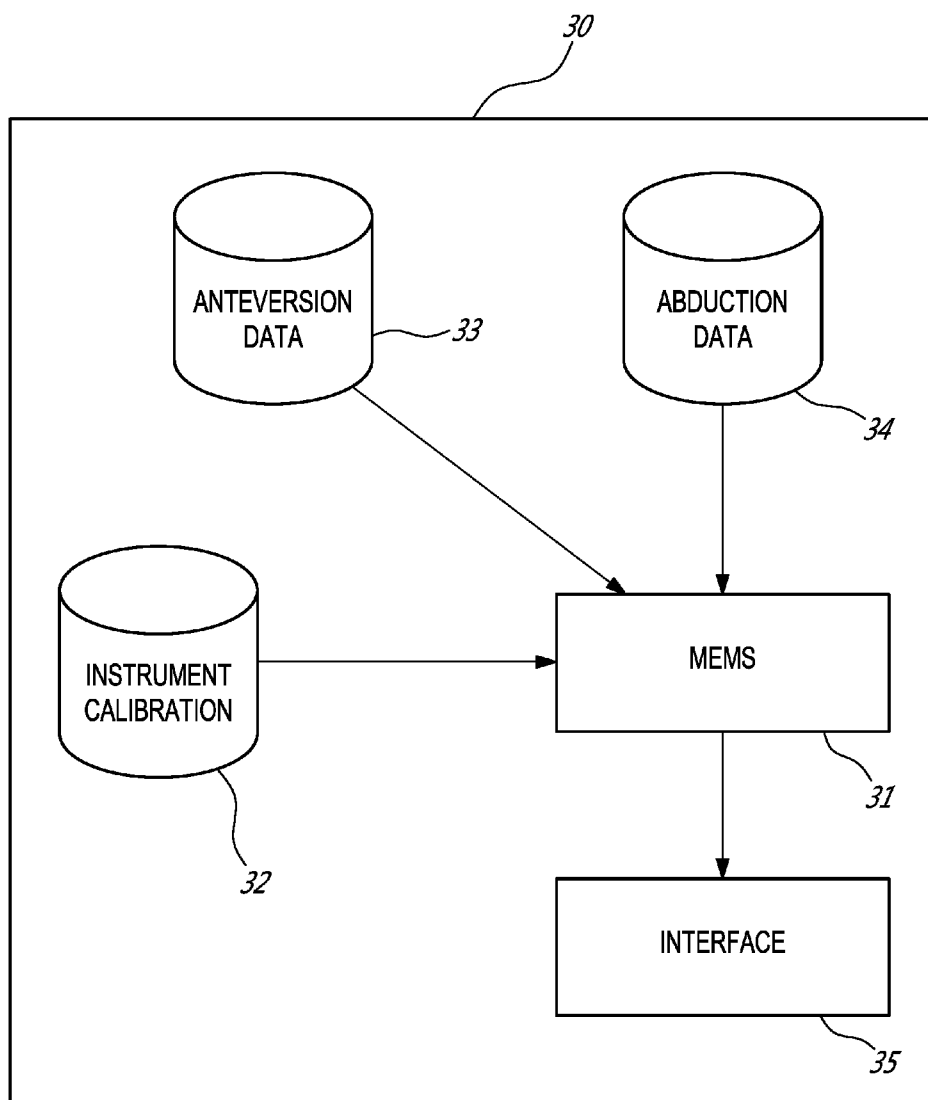 30
ANTEVERSION
DATA
33
ABDUCTION
DATA
34
INSTRUMENT
CALIBRATION
32
MEMS
31
INTERFACE
35